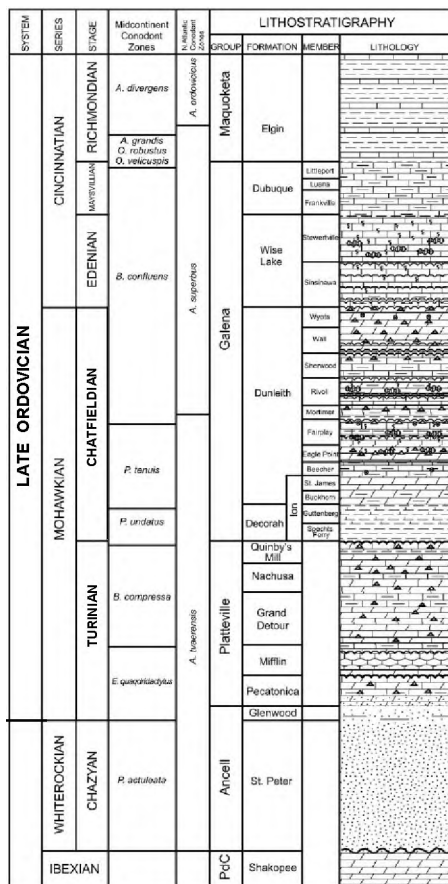 LITHOSTRATIGRAPHY
SYSTEM
SERIES
STAGE
Midcontinent
Conodont
Zones
N Atlantic
Conodont
Zones
GROUP
FORMATION
MEMBER
LITHOLOGY
LATE ORDOVICIAN
CINCINNATIAN
MOHAWKIAN
WHITEROCKIAN
IBEXIAN
RICHMONDIAN
MAYSVILLIAN
EDENIAN
CHATFIELDIAN
TURINIAN
CHAZYAN
A. divergens
A. grandis
O. robustus
O. velicuspis
B. confluens
P. tenuis
P. undatus
B. compressa
E. quadridactylus
P. aculeata
A. ordovicicus
A. superbus
A. tvaerensis
Maquoketa
Galena
Platteville
Ancell
PdC
Elgin
Dubuque
Wise
Lake
Dunleith
Decorah
Ion
Quinby's
Mill
Nachusa
Grand
Detour
Mifflin
Pecatonica
Glenwood
St. Peter
Shakopee
Littleport
Luana
Frankville
Stewartville
Sinsinawa
Wyota
Wall
Sherwood
Rivoli
Mortimer
Fairplay
Eagle Point
Beecher
St. James
Buckhorn
Guttenberg
Spechts
Ferry